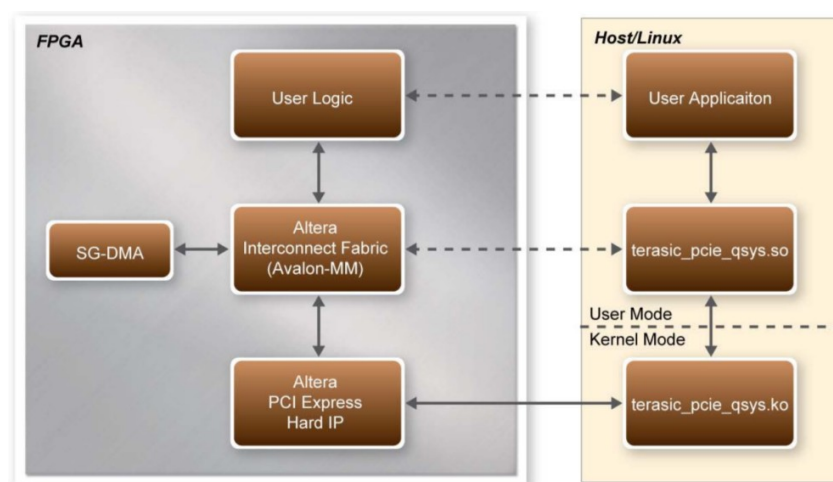 FPGA
User Logic
SG-DMA
Altera
Interconnect Fabric
(Avalon-MM)
Altera
PCI Express
Hard IP
Host/Linux
User Applicaiton
terasic_pcie_qsys.so
User Mode
Kernel Mode
terasic_pcie_qsys.ko